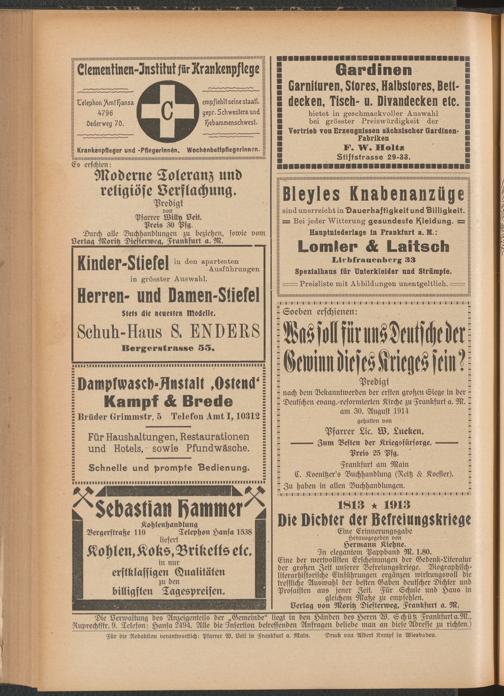 Clementinen-Institut für Krankenpflege
Telephon Amt Hansa
4796
Oederweg 70.
C
empfiehlt seine staatl.
gepr. Schwestern und
Hebammenschwest.
Krankenpfleger und -Pflegerinnen. Wochenbettpflegerinnen.
Es erschien:
Moderne Toleranz und
religiöse Verflachung.
Predigt
von
Pfarrer Willy Veit.
Preis 30 Pfg.
Durch alle Buchhandlungen zu beziehen, sowie vom
Verlag Moritz Diesterweg, Frankfurt a. M.
Kinder-Stiefel in den apartesten
Ausführungen
in grösster Auswahl.
Herren- und Damen-Stiefel
Stets die neuesten Modelle.
Schuh-Haus S. ENDERS
Bergerstrasse 55.
Dampfwasch-Anstalt ‚Ostend‘
Kampf & Brede
Brüder Grimmstr. 5 Telefon Amt I, 10312
Für Haushaltungen, Restaurationen
und Hotels, sowie Pfundwäsche.
Schnelle und prompte Bedienung.
Sebastian Hammer
Kohlenhandlung
Bergerstraße 110 Telephon Hansa 1538
liefert
Kohlen, Koks, Briketts etc.
in nur
erstklassigen Qualitäten
zu den
billigsten Tagespreisen.
Gardinen
Garnituren, Stores, Halbstores, Bett-
decken, Tisch- u. Divandecken etc.
bietet in geschmackvoller Auswahl
bei grösster Preiswürdigkeit der
Vertrieb von Erzeugnissen sächsischer Gardinen-
Fabriken
F. W. Holtz
Stiftstrasse 29-33.
Bleyles Knabenanzüge
sind unerreicht in Dauerhaftigkeit und Billigkeit.
Bei jeder Witterung gesundeste Kleidung.
Hauptniederlage in Frankfurt a. M.:
Lomler & Laitsch
Liebfrauenberg 33
Spezialhaus für Unterkleider und Strümpfe.
Preisliste mit Abbildungen unentgeltlich.
Soeben erschienen:
Was soll für uns Deutsche der
Gewinn dieses Krieges sein?
Predigt
nach dem Bekanntwerden der ersten großen Siege in der
Deutschen evang.-reformierten Kirche zu Frankfurt a. M.
am 30. August 1914
gehalten von
Pfarrer Lic. W. Lueken.
Zum Besten der Kriegsfürsorge.
Preis 25 Pfg.
Frankfurt am Main
C. Koenitzer's Buchhandlung (Reitz & Koehler).
Zu haben in allen Buchhandlungen.
1813 ★ 1913
Die Dichter der Befreiungskriege
Eine Erinnerungsgabe
Herausgegeben von
Hermann Kiehne.
In elegantem Pappband M. 1.80.
Eine der wertvollsten Erscheinungen der Gedenk-Literatur
der großen Zeit unserer Befreiungskriege. Biographisch-
literarhistorische Einführungen ergänzen wirkungsvoll die
treffliche Auswahl der besten Gaben deutscher Dichter und
Prosaisten aus jener Zeit. Für Schule und Haus in
gleichem Maße zu empfehlen.
Verlag von Moritz Diesterweg, Frankfurt a. M.
Die Verwaltung des Anzeigenteils der „Gemeinde“ liegt in den Händen des Herrn W. Schütz Frankfurt a. M.,
Ruprechtstr. 9. Telefon: Hansa 2494. Alle die Insertion betreffenden Anfragen beliebe man an diese Adresse zu richten.
Für die Redaktion verantwortlich: Pfarrer W. Veit in Frankfurt a. Main. Druck von Albert Kempf in Wiesbaden.